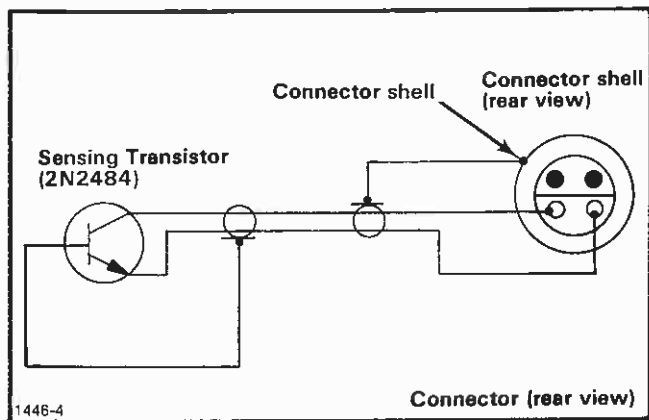 Connector shell
(rear view)
Connector shell
Sensing Transistor
(2N2484)
1446-4
Connector (rear view)